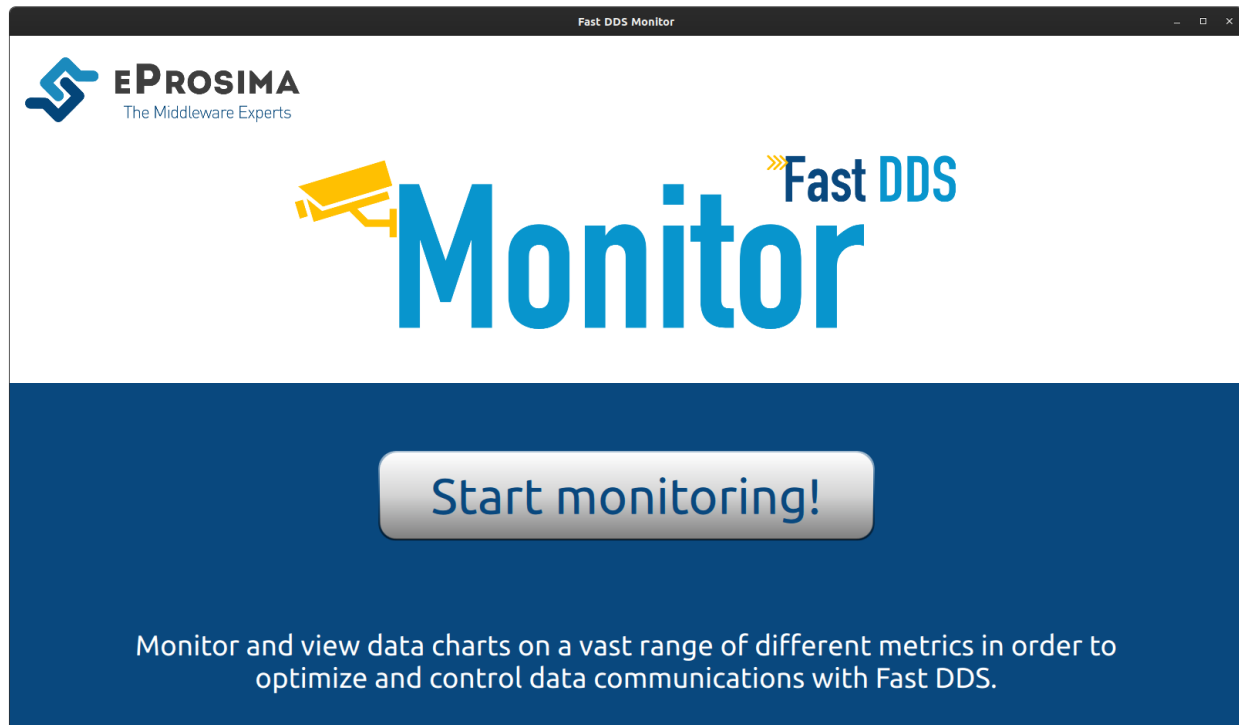 Fast DDS Monitor
EPROSIMA
The Middleware Experts
Fast DDS
Monitor
Start monitoring!
Monitor and view data charts on a vast range of different metrics in order to
optimize and control data communications with Fast DDS.